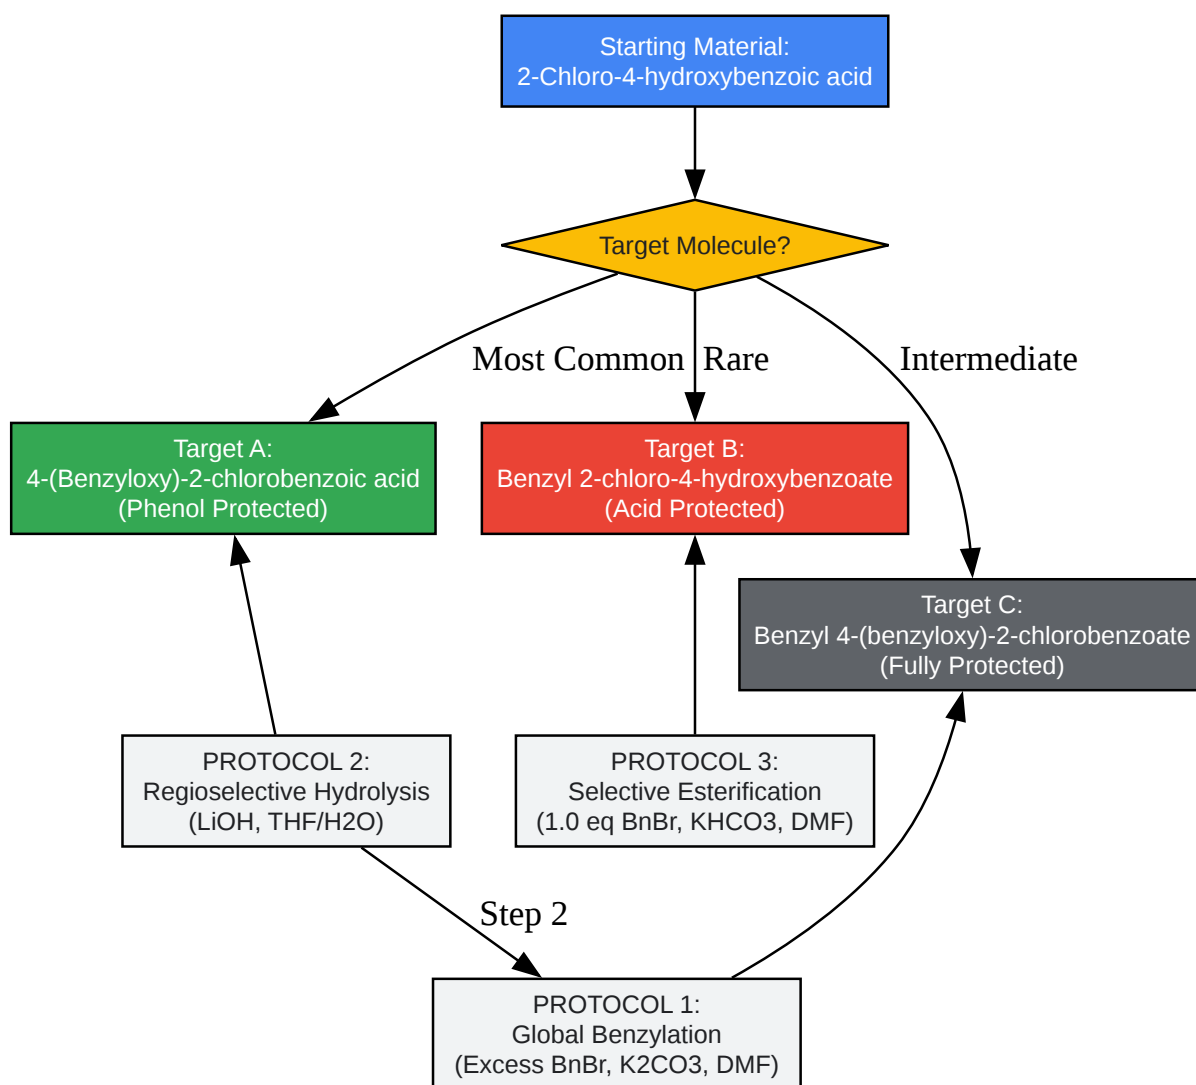 Starting Material:
2-Chloro-4-hydroxybenzoic acid
Target Molecule?
Most Common
Rare
Intermediate
Target A:
4-(Benzyloxy)-2-chlorobenzoic acid
(Phenol Protected)
Target B:
Benzyl 2-chloro-4-hydroxybenzoate
(Acid Protected)
Target C:
Benzyl 4-(benzyloxy)-2-chlorobenzoate
(Fully Protected)
PROTOCOL 2:
Regioselective Hydrolysis
(LiOH, THF/H2O)
PROTOCOL 3:
Selective Esterification
(1.0 eq BnBr, KHCO3, DMF)
Step 2
PROTOCOL 1:
Global Benzylation
(Excess BnBr, K2CO3, DMF)